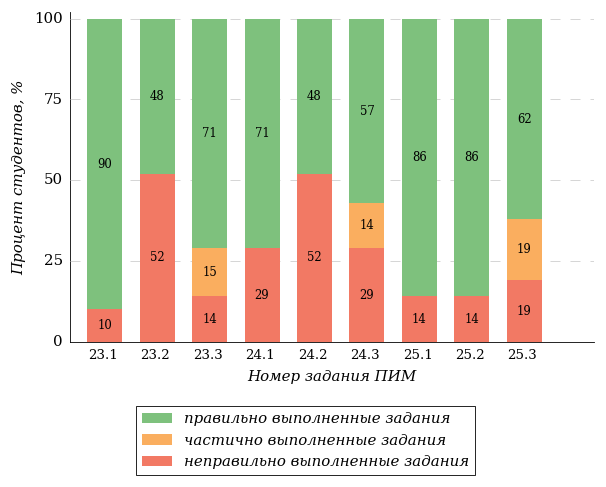 Процент студентов, %
100
75
50
25
0
90 48 71 71 48 57 86 86 62
14 19
15
10 52 14 29 52 29 14 14 19
23.1 23.2 23.3 24.1 24.2 24.3 25.1 25.2 25.3
Номер задания ПИМ
правильно выполненные задания
частично выполненные задания
неправильно выполненные задания